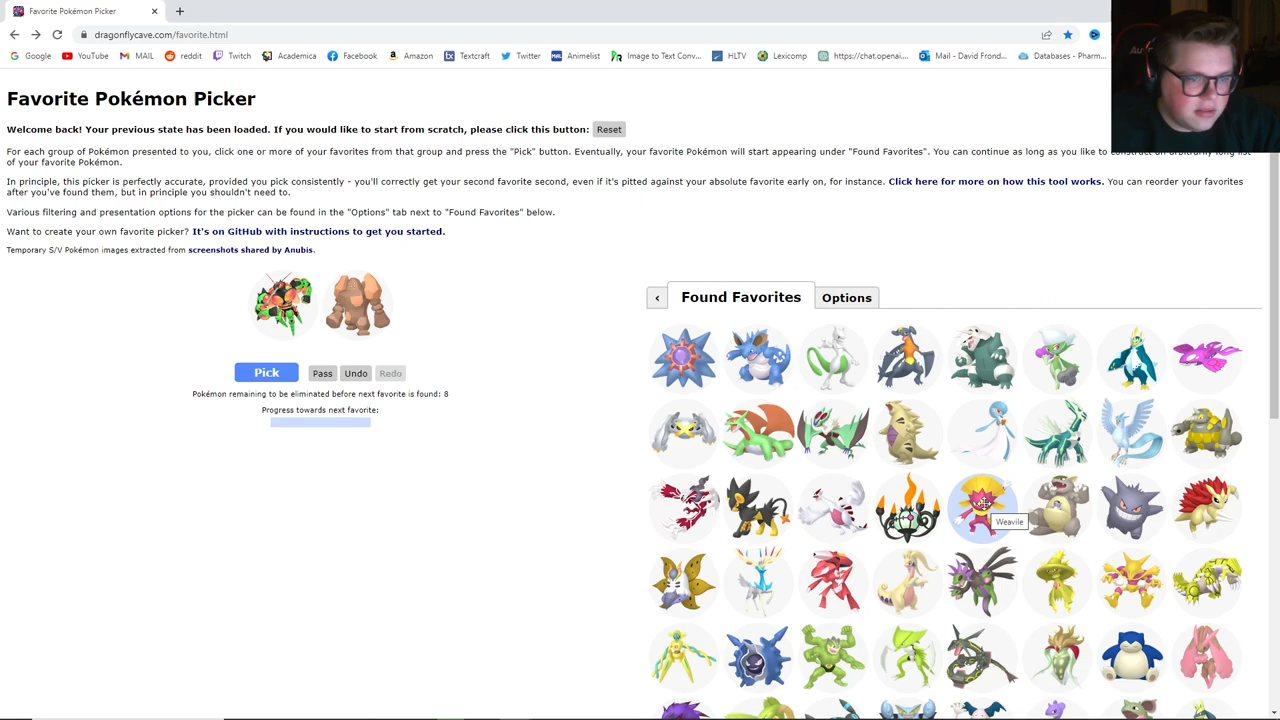 Favorite Pokémon Picker
dragonflycave.com/favorite.html
Google YouTube MAIL reddit Twitch Academica Facebook Amazon Textcraft Twitter Animelist Image to Text Conv... HLTV Lexicomp https://chat.openai... Mail - David Frond... Databases - Pharm...
Favorite Pokémon Picker
Welcome back! Your previous state has been loaded. If you would like to start from scratch, please click this button: Reset
For each group of Pokémon presented to you, click one or more of your favorites from that group and press the "Pick" button. Eventually, your favorite Pokémon will start appearing under "Found Favorites". You can continue as long as you like to
of your favorite Pokémon.
In principle, this picker is perfectly accurate, provided you pick consistently - you'll correctly get your second favorite second, even if it's pitted against your absolute favorite early on, for instance. Click here for more on how this tool works. You can reorder your favorites
after you've found them, but in principle you shouldn't need to.
Various filtering and presentation options for the picker can be found in the "Options" tab next to "Found Favorites" below.
Want to create your own favorite picker? It's on GitHub with instructions to get you started.
Temporary S/V Pokémon images extracted from screenshots shared by Anubis.
‹ Found Favorites Options
Pick Pass Undo Redo
Pokémon remaining to be eliminated before next favorite is found: 8
Progress towards next favorite:
Weavile